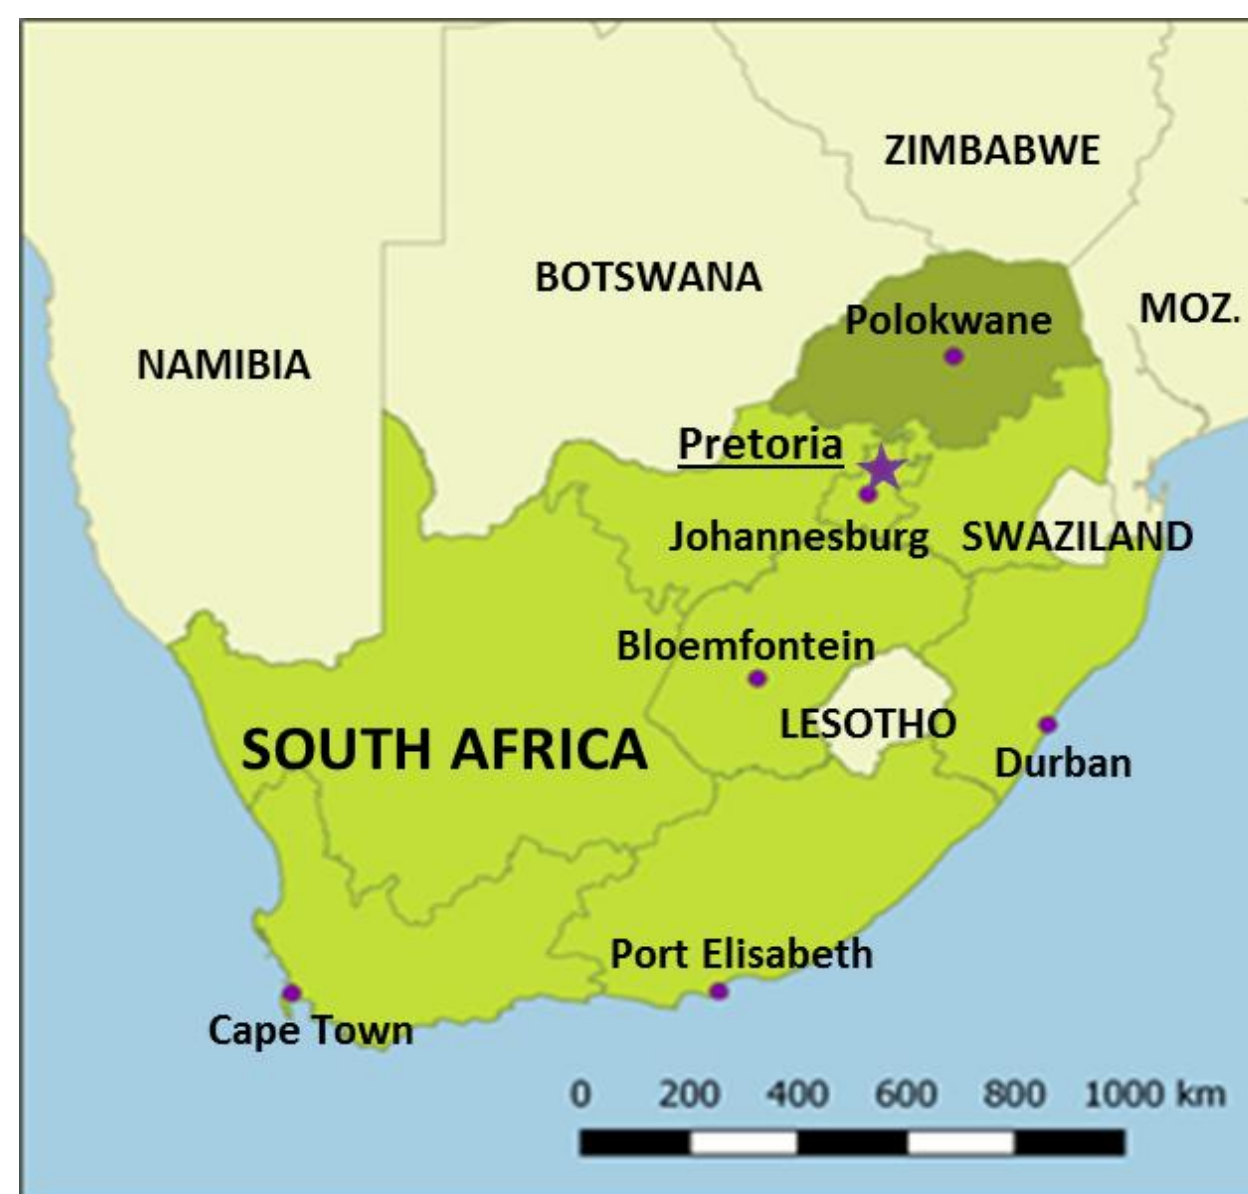 ZIMBABWE
BOTSWANA
MOZ.
Polokwane
NAMIBIA
Pretoria
Johannesburg
SWAZILAND
Bloemfontein
LESOTHO
SOUTH AFRICA
Durban
Port Elisabeth
Cape Town
0 200 400 600 800 1000 km